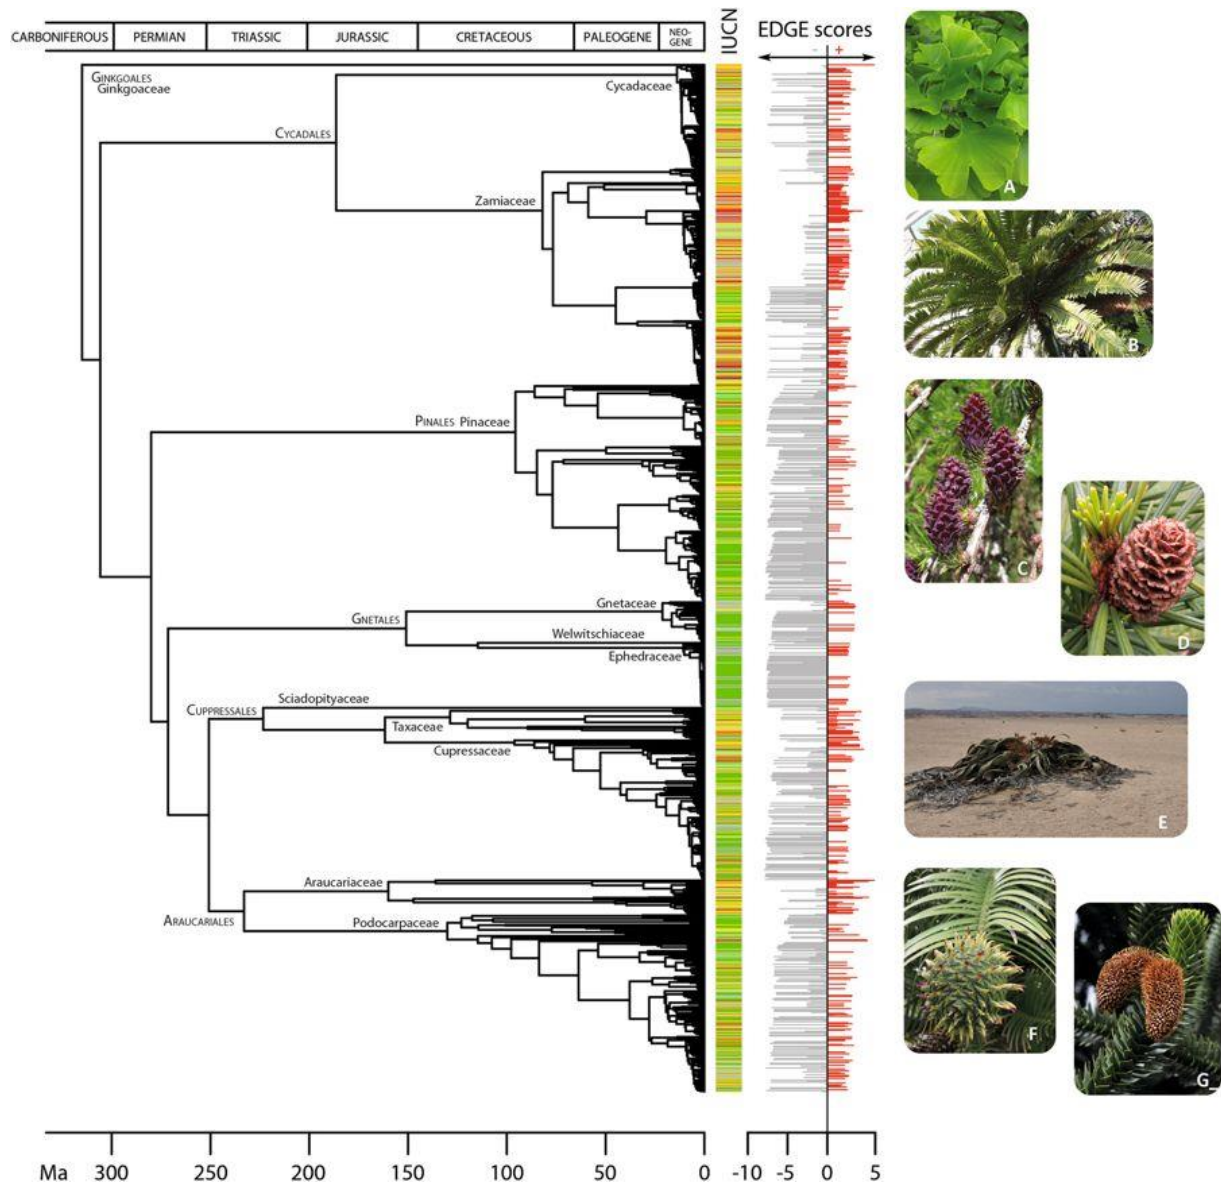 CARBONIFEROUS PERMIAN TRIASSIC JURASSIC CRETACEOUS PALEOGENE NEO-
GENE
IUCN
EDGE scores
- +
GINKGOALES
Ginkgoaceae
Cycadaceae
CYCADALES
Zamiaceae
PINALES Pinaceae
Gnetaceae
GNETALES
Welwitschiaceae
Ephedraceae
Sciadopityaceae
CUPPRESSALES
Taxaceae
Cupressaceae
Araucariaceae
ARAUCARIALES
Podocarpaceae
A
B
C
D
E
F
G_
Ma 300 250 200 150 100 50 0
-10 -5 0 5